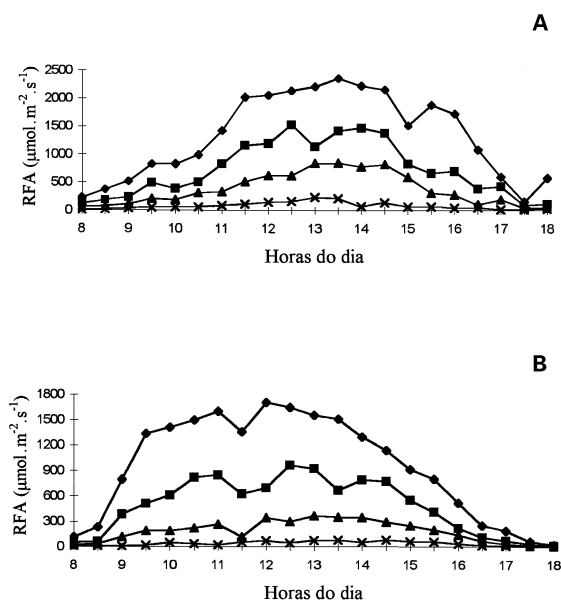 A
2500
2000
1500
1000
500
0
RFA (µmol.m⁻².s⁻¹)
8 9 10 11 12 13 14 15 16 17 18
Horas do dia
B
1800
1500
1200
900
600
300
0
RFA (µmol.m⁻².s⁻¹)
8 9 10 11 12 13 14 15 16 17 18
Horas do dia